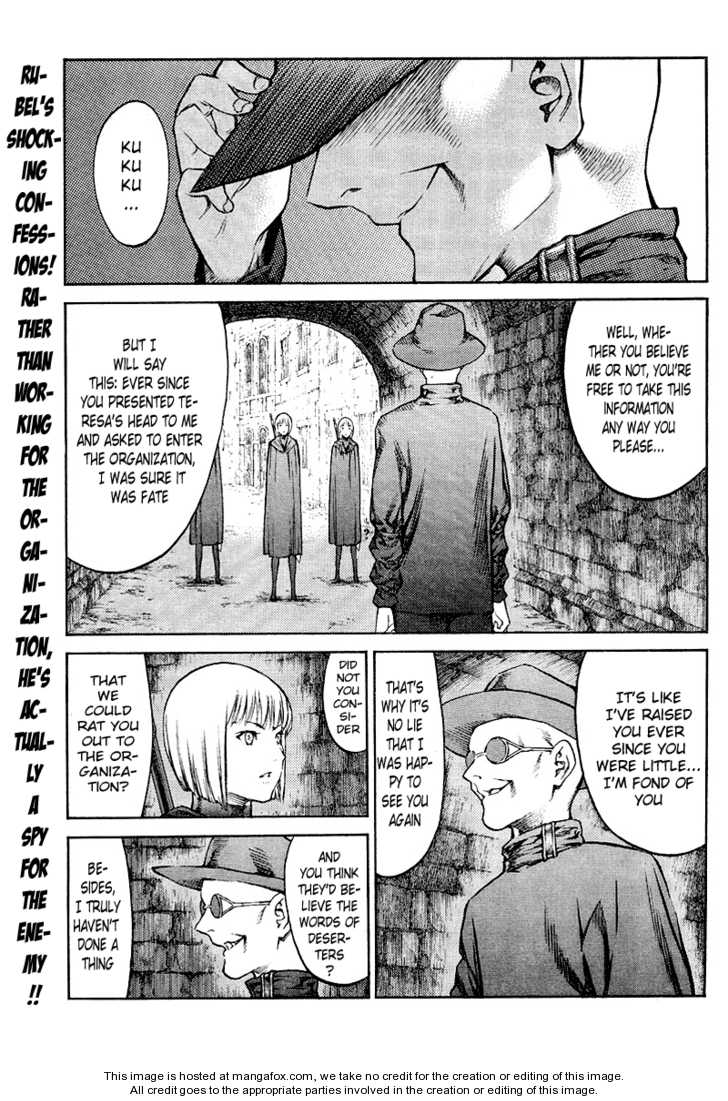 RU-
BEL'S
SHOCK-
ING
CON-
FESS-
IONS!
RA-
THER
THAN
WOR-
KING
FOR
THE
OR-
GA-
NI-
ZA-
TION,
HE'S
AC-
TUAL-
LY
A
SPY
FOR
THE
ENE-
MY!!
KU
KU
KU
...
WELL, WHE-
THER YOU BELIEVE
ME OR NOT, YOU'RE
FREE TO TAKE THIS
INFORMATION
ANY WAY YOU
PLEASE...
BUT I
WILL SAY
THIS: EVER SINCE
YOU PRESENTED TE-
RESA'S HEAD TO ME
AND ASKED TO ENTER
THE ORGANIZATION,
I WAS SURE IT
WAS FATE
?
IT'S LIKE
I'VE RAISED
YOU EVER
SINCE YOU
WERE LITTLE...
I'M FOND OF
YOU
THAT'S
WHY IT'S
NO LIE
THAT I
WAS HAP-
PY TO
SEE YOU
AGAIN
DID
NOT
YOU
CON-
SI-
DER
THAT
WE
COULD
RAT YOU
OUT TO
THE OR-
GANIZA-
TION?
AND
YOU THINK
THEY'D BE-
LIEVE THE
WORDS OF
DESER-
TERS
?
BE-
SIDES,
I TRULY
HAVEN'T
DONE A
THING
This image is hosted at mangafox.com, we take no credit for the creation or editing of this image.
All credit goes to the appropriate parties involved in the creation or editing of this image.